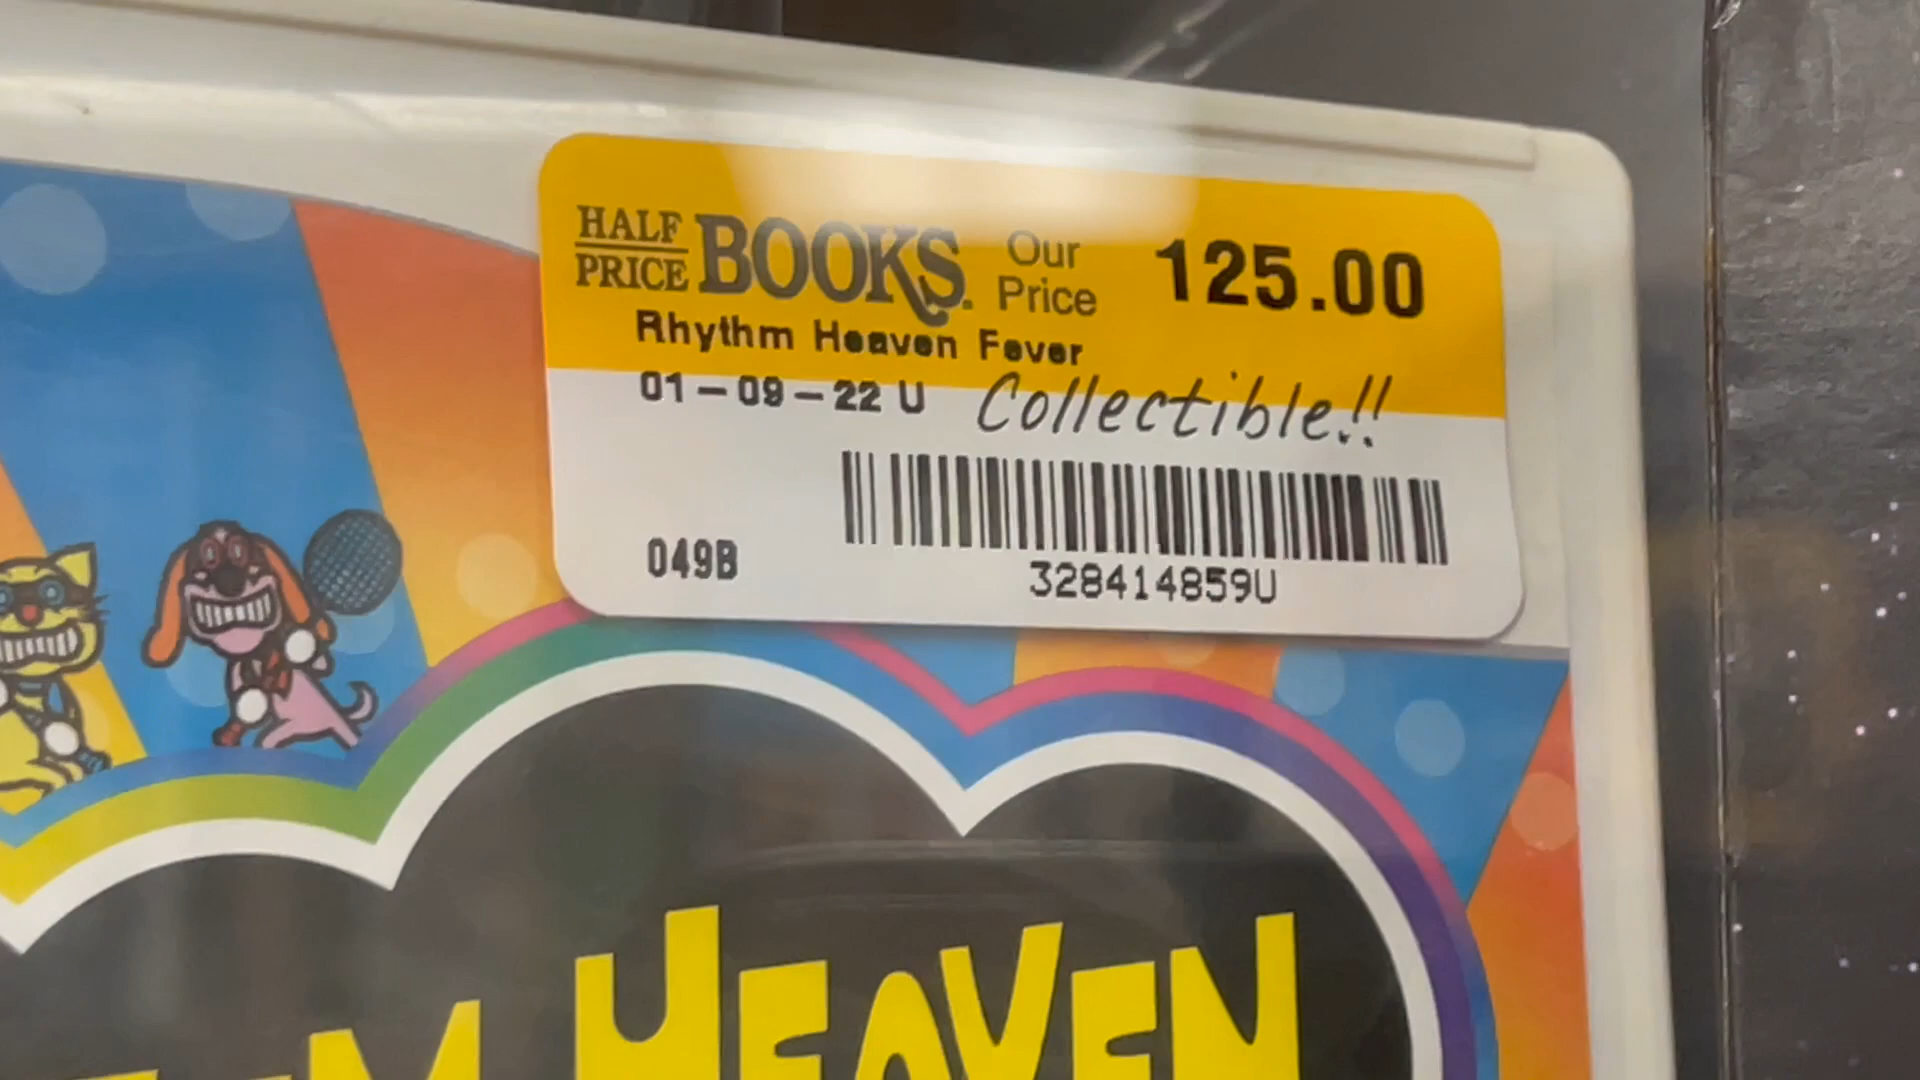 HALF PRICE BOOKS. Our Price 125.00
Rhythm Heaven Fever
01-09-22 U Collectible!!
049B
328414859U
HEAVEN